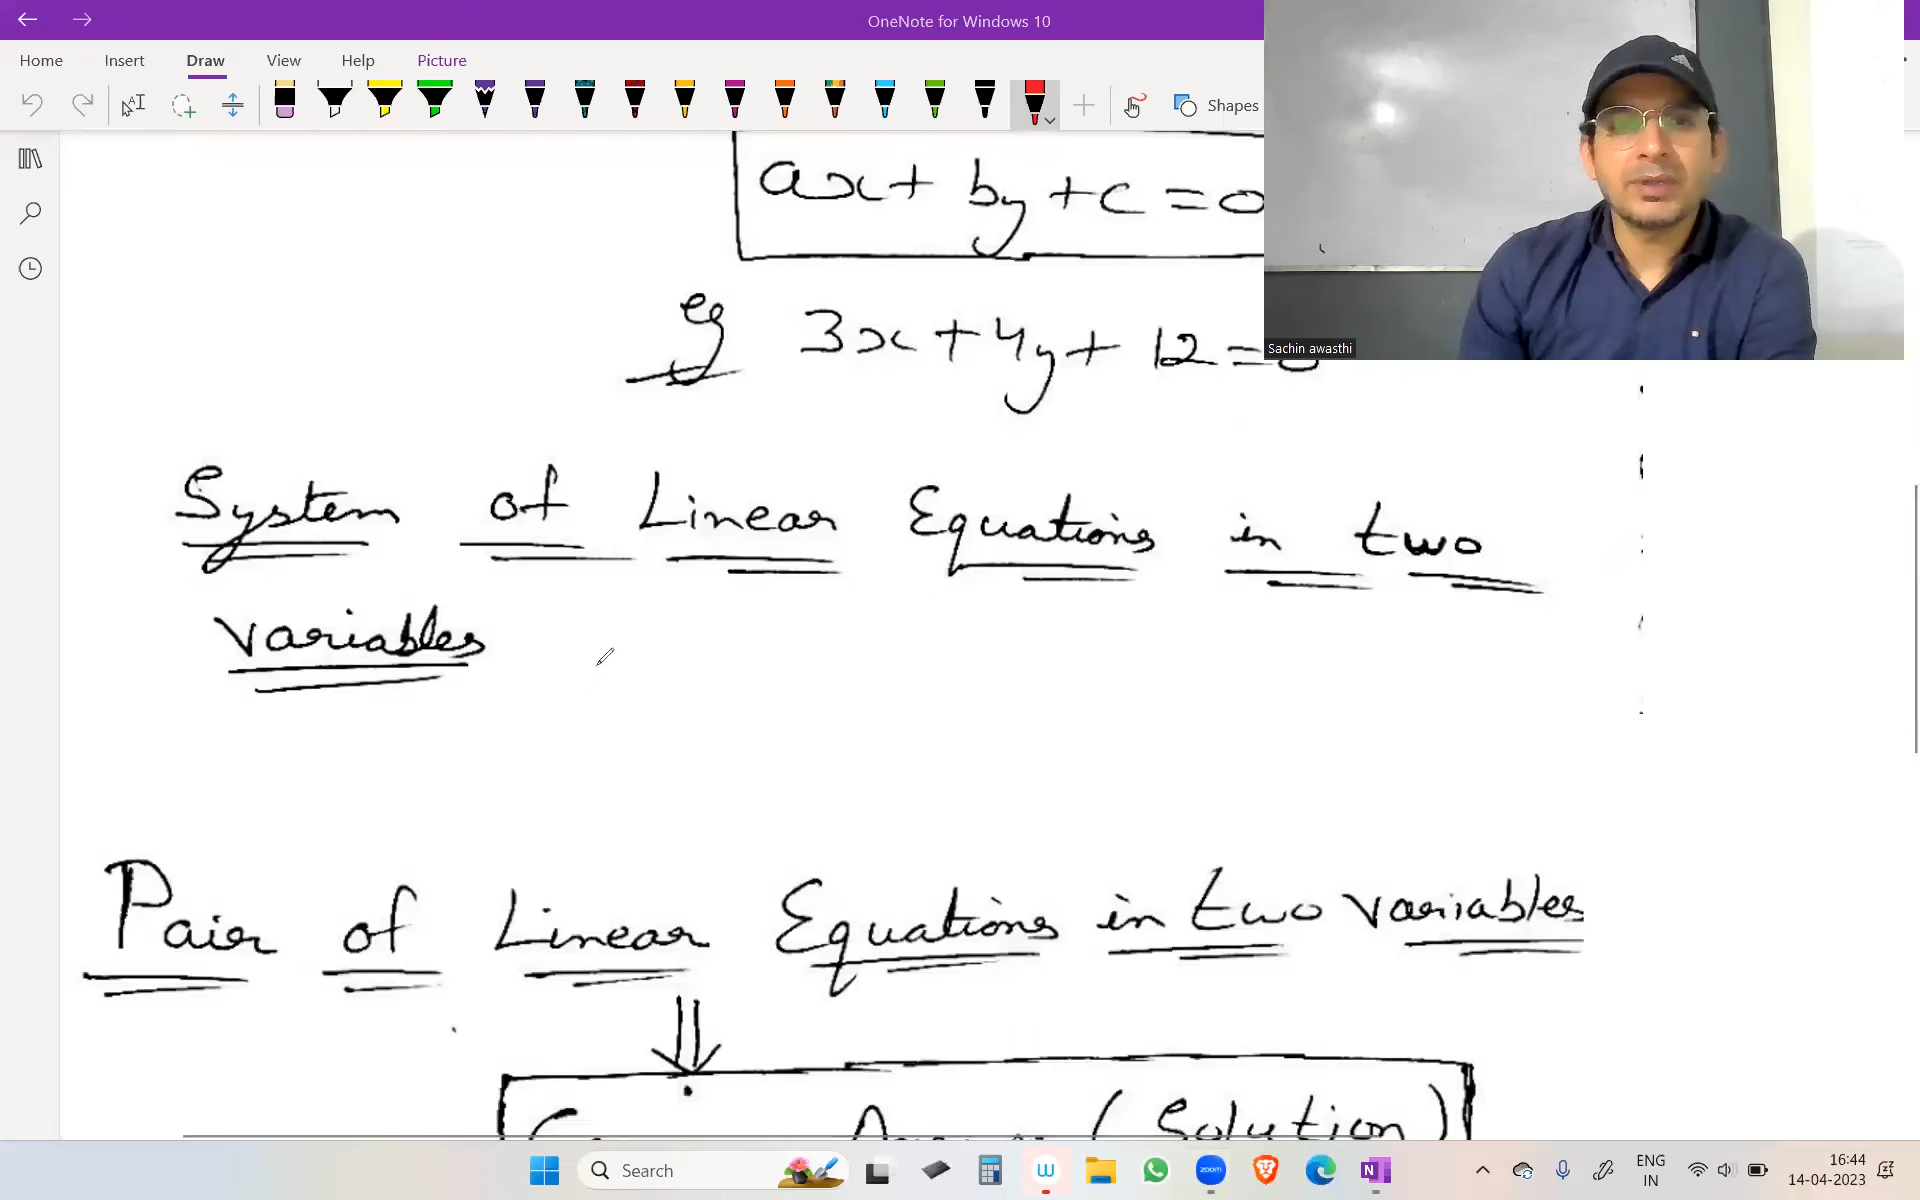 OneNote for Windows 10
Home Insert Draw View Help Picture
Shapes
ax + by + c = 0
eg 3x + 4y + 12 = 0
Sachin awasthi
System of Linear Equations in two
variables
Pair of Linear Equations in two variables
(Solution)
Search
zoom
ENG
IN
16:44
14-04-2023